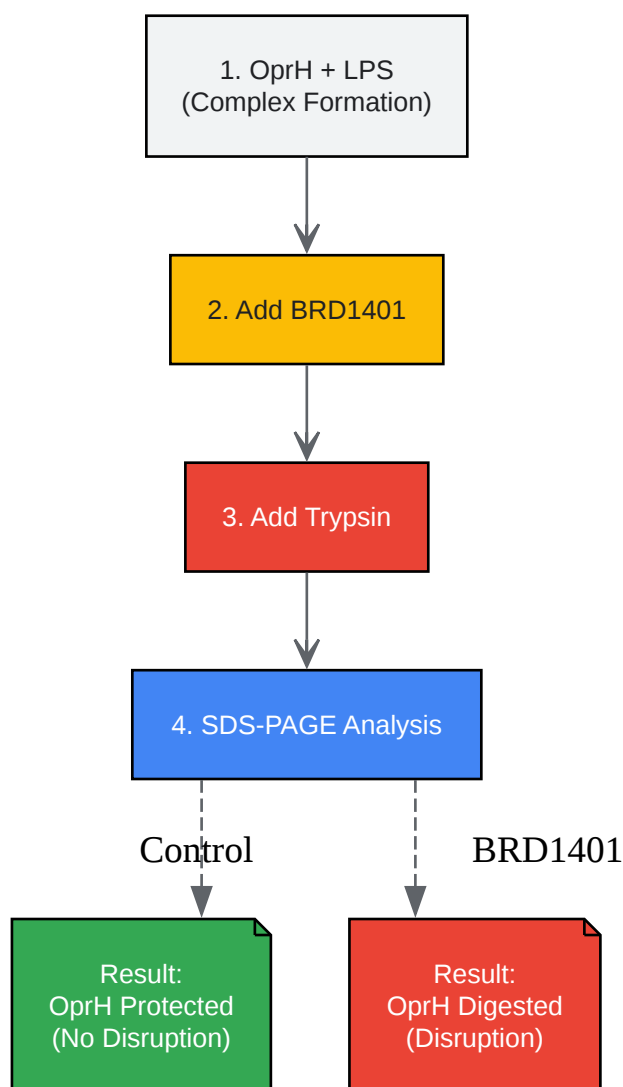 1. OprH + LPS
(Complex Formation)
2. Add BRD1401
3. Add Trypsin
4. SDS-PAGE Analysis
Control
BRD1401
Result:
OprH Protected
(No Disruption)
Result:
OprH Digested
(Disruption)